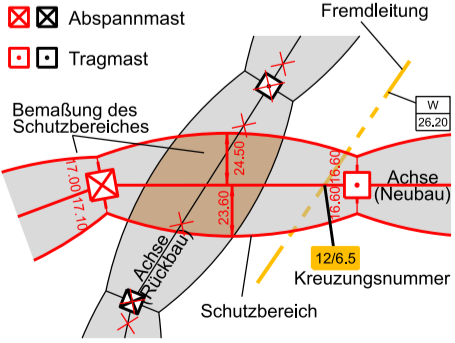 Abspannmast
Tragmast
Fremdleitung
W
26.20
Bemaßung des
Schutzbereiches
17.00
17.10
24.50
23.60
16.60
16.60
Achse
(Neubau)
Achse
(Rückbau)
12/6.5
Kreuzungsnummer
Schutzbereich